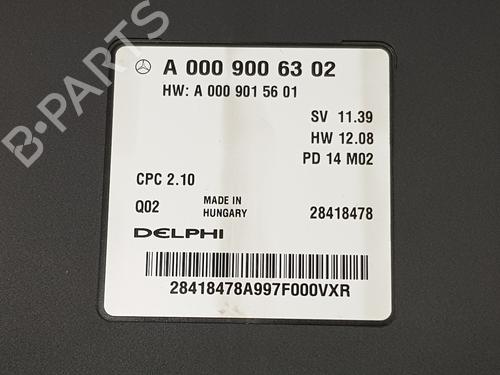 A 000 900 63 02
HW: A 000 901 56 01
SV 11.39
HW 12.08
PD 14 M02
CPC 2.10
Q02
MADE IN
HUNGARY
28418478
DELPHI
28418478A997F000VXR
B-PARTS